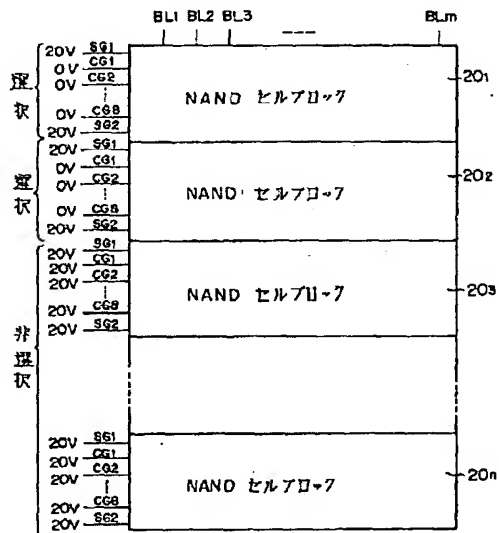 BL1 BL2 BL3 BLm
選択
20V SG1
0V CG1
0V CG2
0V CG8
20V SG2
NAND セルブロック
201
選択
20V SG1
0V CG1
0V CG2
0V CG8
20V SG2
NAND セルブロック
202
非選択
20V SG1
20V CG1
20V CG2
20V CG8
20V SG2
NAND セルブロック
203
20V SG1
20V CG1
20V CG2
20V CG8
20V SG2
NAND セルブロック
20n